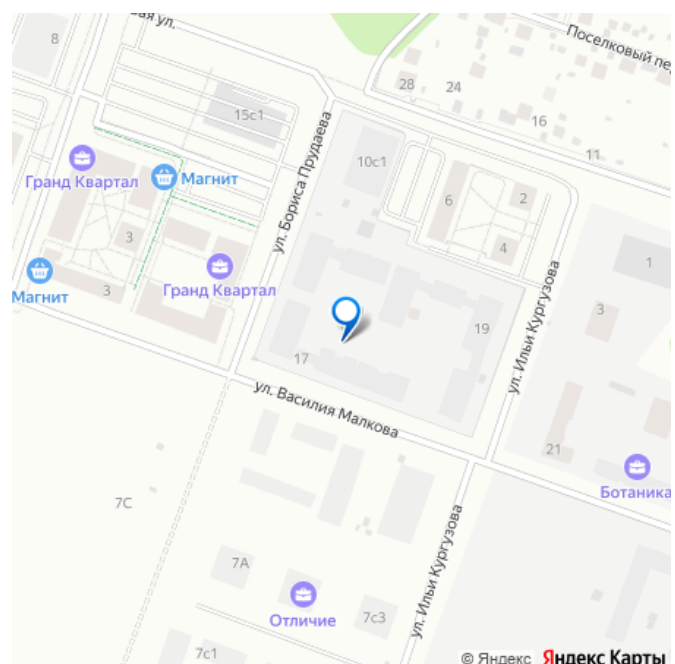 вая ул.
Поселковый пе
8
28
24
15с1
16
ул. Бориса Прудаева
11
10с1
Гранд Квартал
Магнит
6
2
3
4
1
Гранд Квартал
ул. Ильи Кургузова
Магнит
3
3
19
17
ул. Василия Малкова
21
Ботаника
7С
ул. Ильи Кургузова
7А
Отличие
7с3
7с1
© Яндекс Яндекс Карты